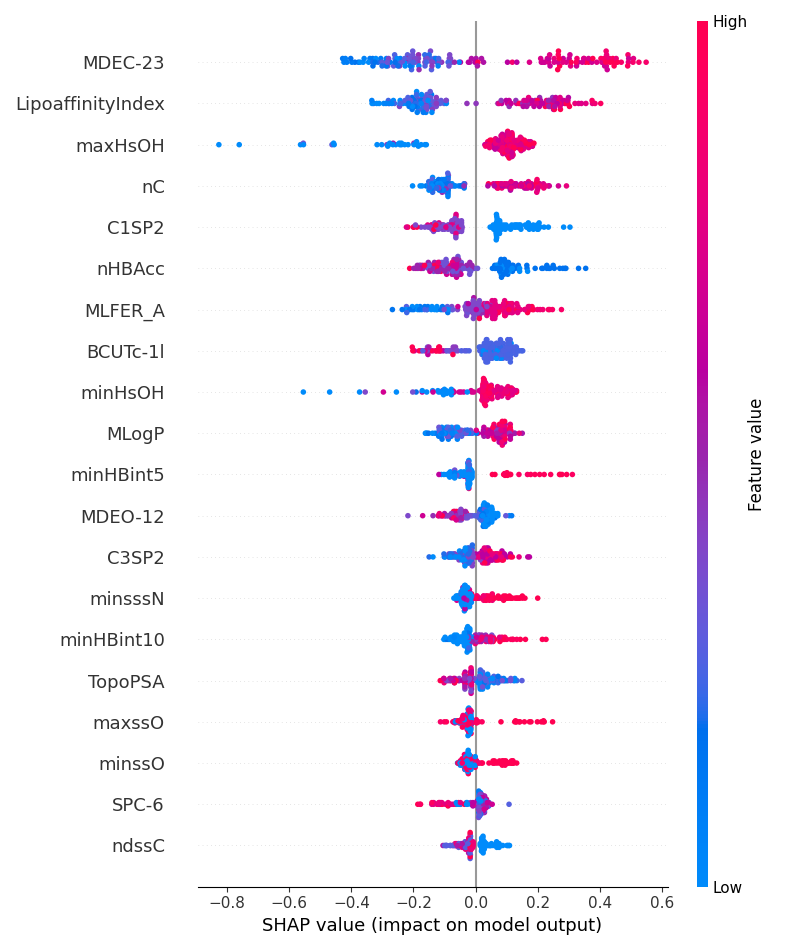 High
MDEC-23
LipoaffinityIndex
maxHsOH
nC
C1SP2
nHBAcc
MLFER_A
BCUTc-1l
minHsOH
MLogP
minHBint5
MDEO-12
C3SP2
minsssN
minHBint10
TopoPSA
maxssO
minssO
SPC-6
ndssC
Feature value
Low
−0.8 −0.6 −0.4 −0.2 0.0 0.2 0.4 0.6
SHAP value (impact on model output)